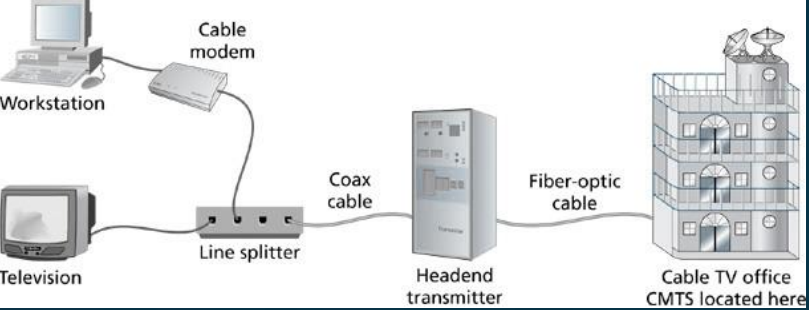 Cable
modem
Workstation
Coax
cable
Fiber-optic
cable
Line splitter
Television
Headend
transmitter
Cable TV office
CMTS located here